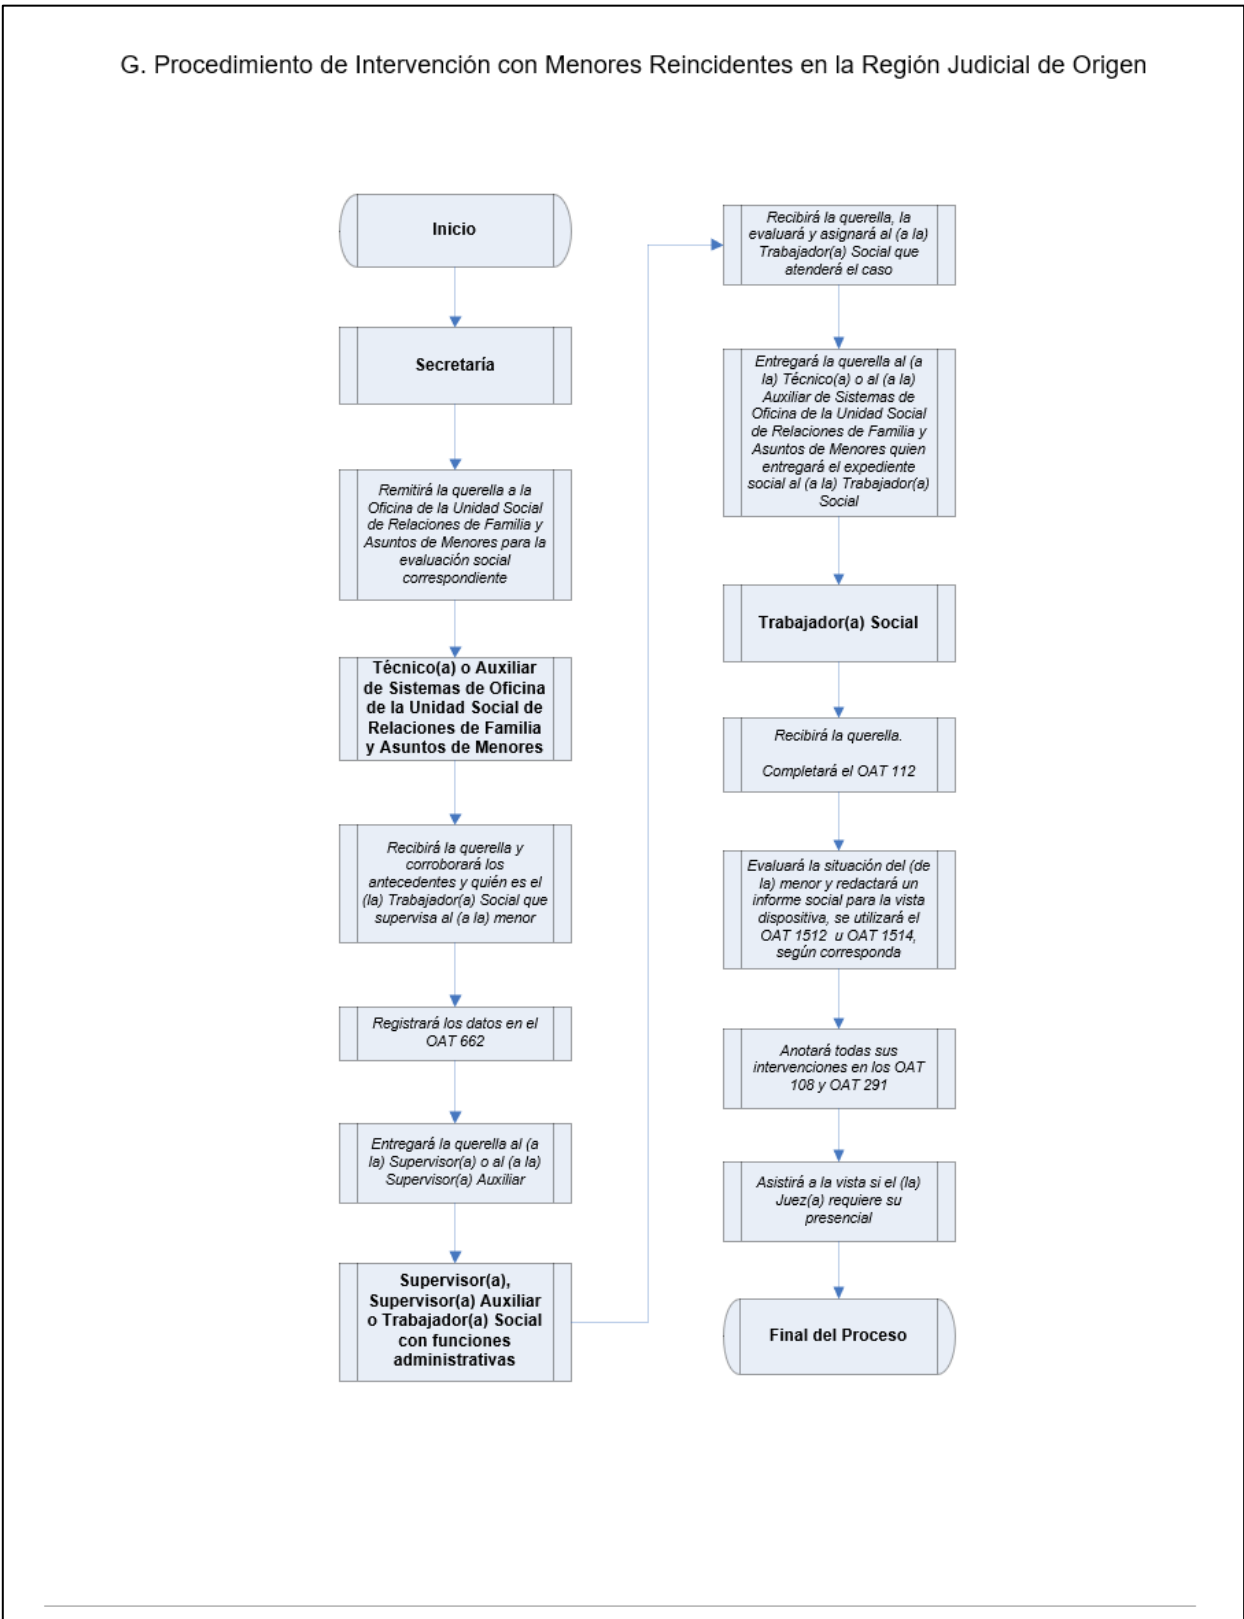 G. Procedimiento de Intervención con Menores Reincidentes en la Región Judicial de Origen
Inicio
Secretaría
Remitirá la querella a la
Oficina de la Unidad Social
de Relaciones de Familia y
Asuntos de Menores para la
evaluación social
correspondiente
Técnico(a) o Auxiliar
de Sistemas de Oficina
de la Unidad Social de
Relaciones de Familia
y Asuntos de Menores
Recibirá la querella y
corroborará los
antecedentes y quién es el
(la) Trabajador(a) Social que
supervisa al (a la) menor
Registrará los datos en el
OAT 662
Entregará la querella al (a
la) Supervisor(a) o al (a la)
Supervisor(a) Auxiliar
Supervisor(a),
Supervisor(a) Auxiliar
o Trabajador(a) Social
con funciones
administrativas
Recibirá la querella, la
evaluará y asignará al (a la)
Trabajador(a) Social que
atenderá el caso
Entregará la querella al (a
la) Técnico(a) o al (a la)
Auxiliar de Sistemas de
Oficina de la Unidad Social
de Relaciones de Familia y
Asuntos de Menores quien
entregará el expediente
social al (a la) Trabajador(a)
Social
Trabajador(a) Social
Recibirá la querella.
Completará el OAT 112
Evaluará la situación del (de
la) menor y redactará un
informe social para la vista
dispositiva, se utilizará el
OAT 1512 u OAT 1514,
según corresponda
Anotará todas sus
intervenciones en los OAT
108 y OAT 291
Asistirá a la vista si el (la)
Juez(a) requiere su
presencial
Final del Proceso